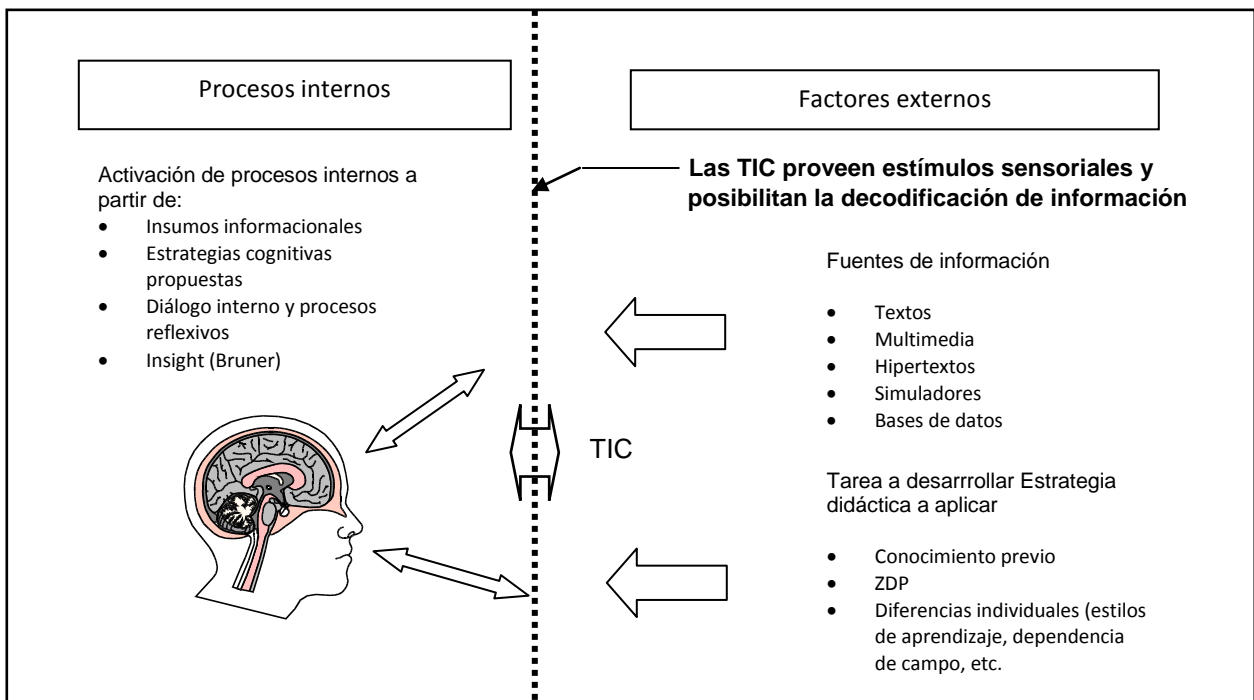 Procesos internos
Activación de procesos internos a
partir de:
• Insumos informacionales
• Estrategias cognitivas
propuestas
• Diálogo interno y procesos
reflexivos
• Insight (Bruner)
Factores externos
Las TIC proveen estímulos sensoriales y
posibilitan la decodificación de información
Fuentes de información
• Textos
• Multimedia
• Hipertextos
• Simuladores
• Bases de datos
TIC
Tarea a desarrrollar Estrategia
didáctica a aplicar
• Conocimiento previo
• ZDP
• Diferencias individuales (estilos
de aprendizaje, dependencia
de campo, etc.